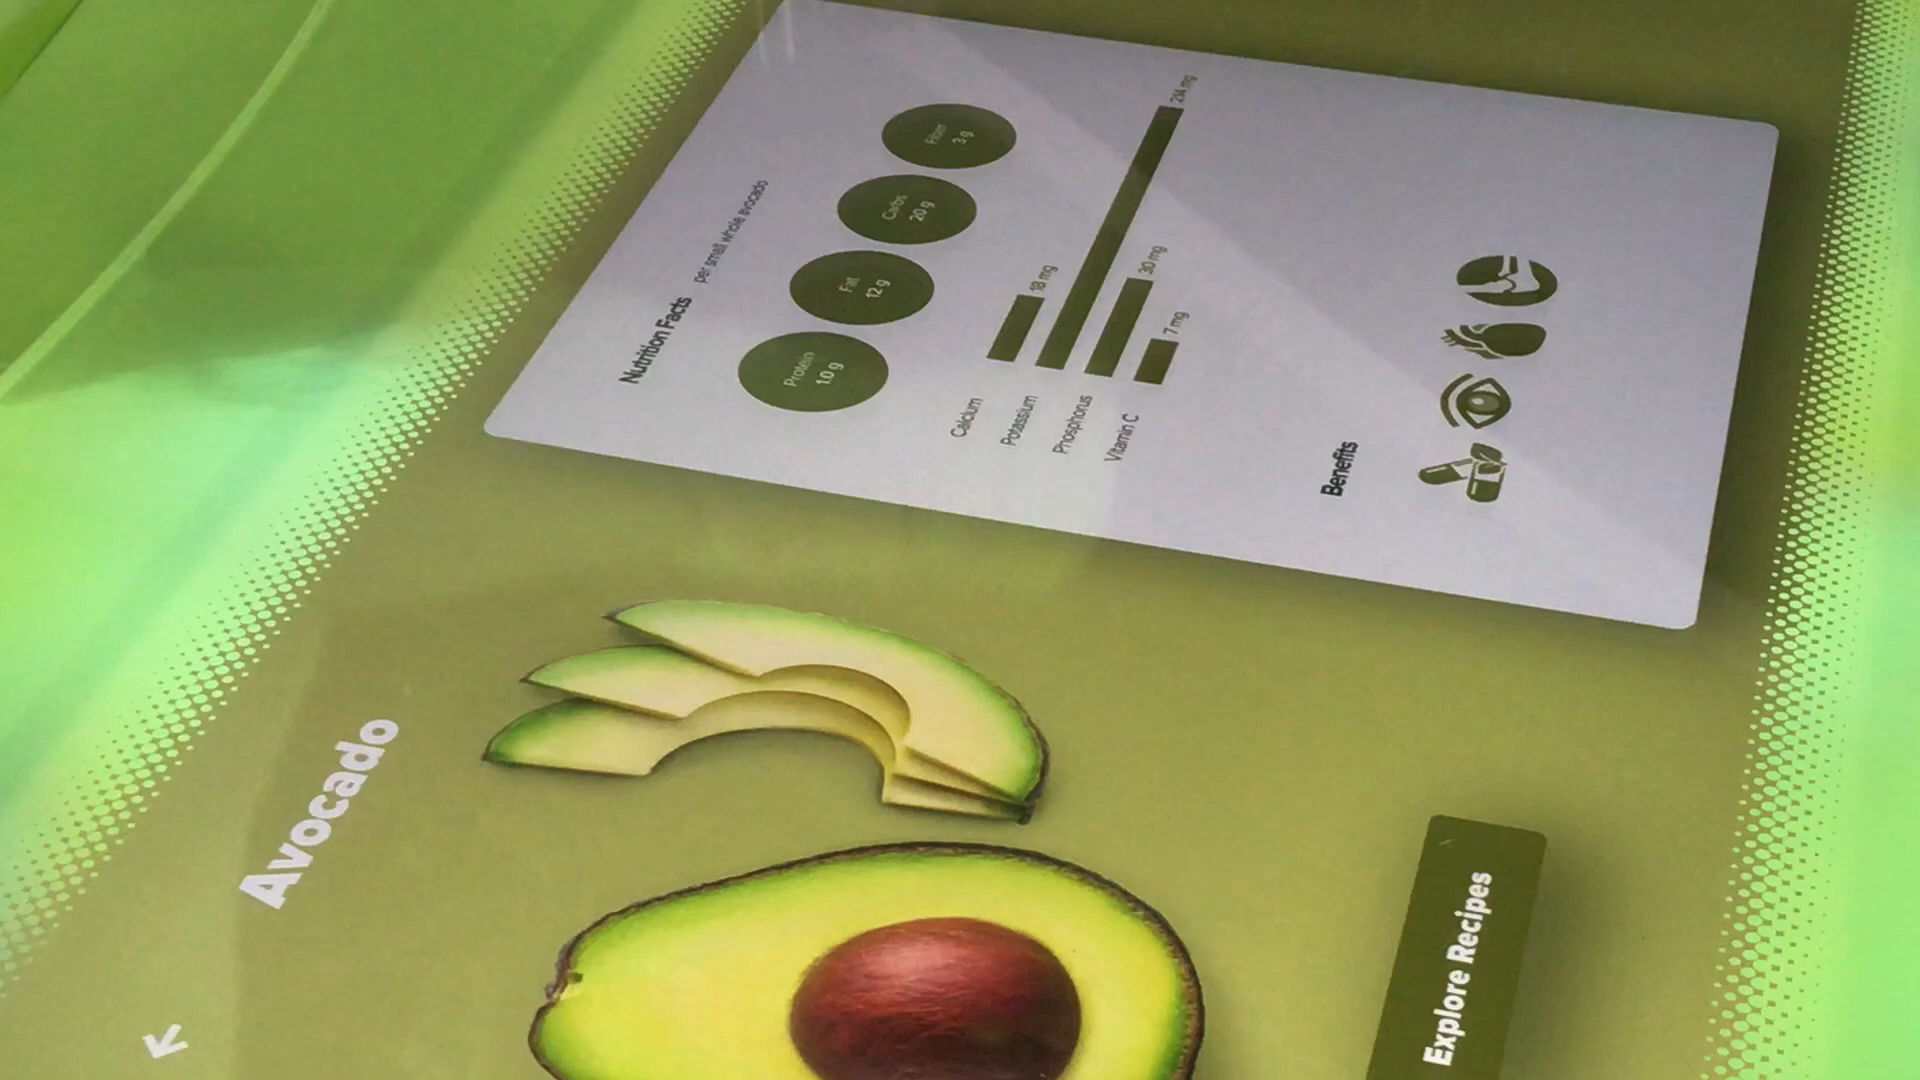 Avocado
Nutrition Facts per small whole avocado
Protein
1.0 g
Fat
12 g
Carbs
20 g
Fiber
3 g
Calcium 18 mg
Potassium 214 mg
Phosphorus 30 mg
Vitamin C 7 mg
Benefits
Explore Recipes